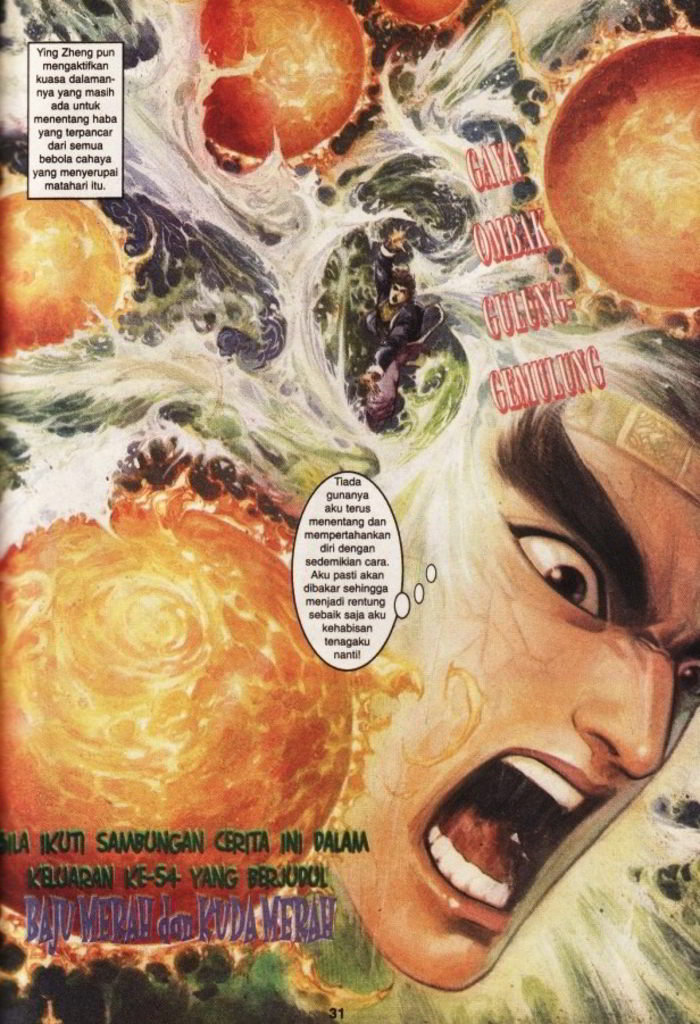 Ying Zheng pun
mengaktifkan
kuasa dalaman-
nya yang masih
ada untuk
menentang haba
yang terpancar
dari semua
bebola cahaya
yang menyerupai
matahari itu.
GAYA
OMBAK
GULUNG-
GEMULUNG
Tiada
gunanya
aku terus
menentang dan
mempertahankan
diri dengan
sedemikian cara.
Aku pasti akan
dibakar sehingga
menjadi rentung
sebaik saja aku
kehabisan
tenagaku
nanti!
SILA IKUTI SAMBUNGAN CERITA INI DALAM
KELUARAN KE-54 YANG BERJUDUL
BAJU MERAH dan KUDA MERAH
31